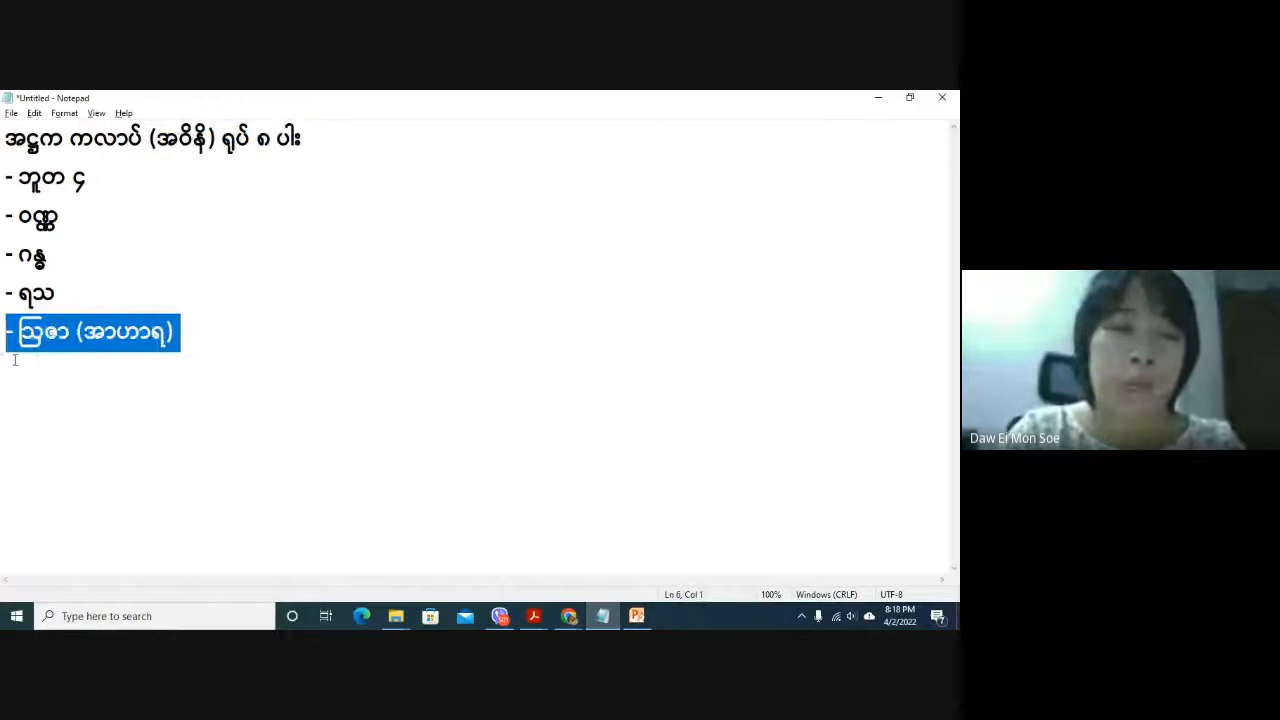 *Untitled - Notepad
File Edit Format View Help
အဋ္ဌက ကလာပ် (အဝိနိ) ရုပ် ၈ ပါး
- ဘူတ ၄
- ဝဏ္ဏ
- ဂန္ဓ
- ရသ
- ဩဇာ (အာဟာရ)
Daw Ei Mon Soe
Ln 6, Col 1 100% Windows (CRLF) UTF-8
Type here to search
8:18 PM
4/2/2022